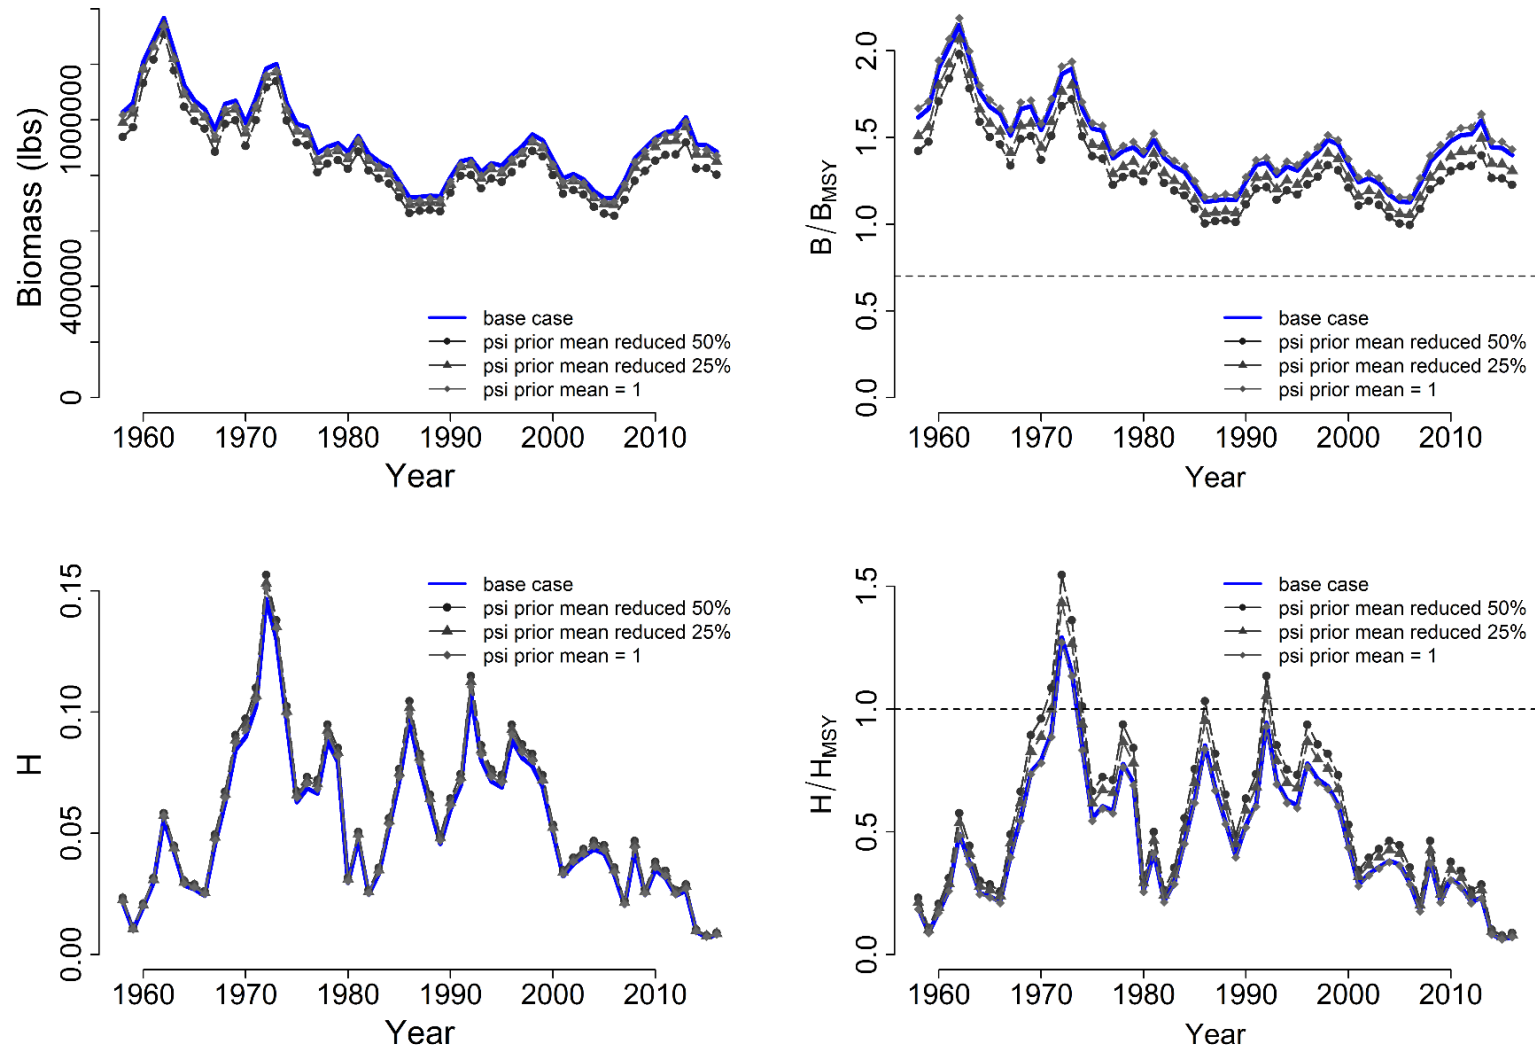 Biomass (lbs)
0
400000
1000000
base case
psi prior mean reduced 50%
psi prior mean reduced 25%
psi prior mean = 1
1960 1970 1980 1990 2000 2010
Year
B/BMSY
0.0
0.5
1.0
1.5
2.0
base case
psi prior mean reduced 50%
psi prior mean reduced 25%
psi prior mean = 1
1960 1970 1980 1990 2000 2010
Year
H
0.00
0.05
0.10
0.15
base case
psi prior mean reduced 50%
psi prior mean reduced 25%
psi prior mean = 1
1960 1970 1980 1990 2000 2010
Year
H/HMSY
0.0
0.5
1.0
1.5
base case
psi prior mean reduced 50%
psi prior mean reduced 25%
psi prior mean = 1
1960 1970 1980 1990 2000 2010
Year